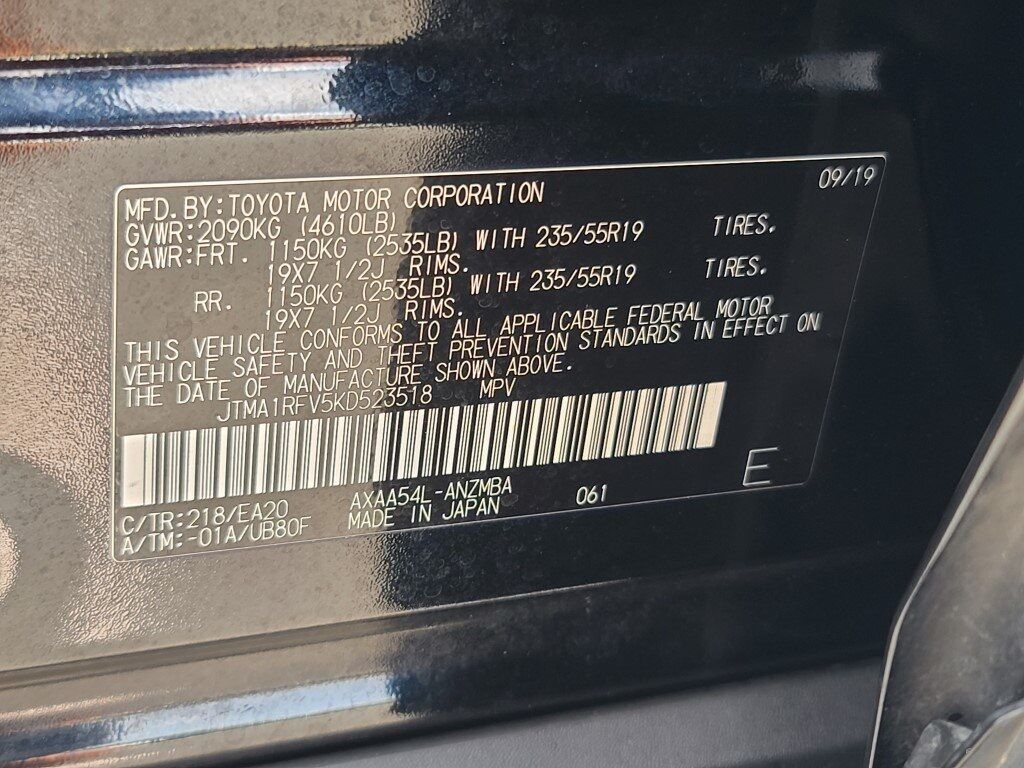 09/19
MFD.BY:TOYOTA MOTOR CORPORATION
GVWR:2090KG (4610LB)
GAWR:FRT. 1150KG (2535LB) WITH 235/55R19 TIRES.
19X7 1/2J RIMS.
RR. 1150KG (2535LB) WITH 235/55R19 TIRES.
19X7 1/2J RIMS.
THIS VEHICLE CONFORMS TO ALL APPLICABLE FEDERAL MOTOR
VEHICLE SAFETY AND THEFT PREVENTION STANDARDS IN EFFECT ON
THE DATE OF MANUFACTURE SHOWN ABOVE.
JTMA1RFV5KD523518 MPV
E
C/TR:218/EA20 AXAA54L-ANZMBA 061
A/TM:-01A/UB80F MADE IN JAPAN